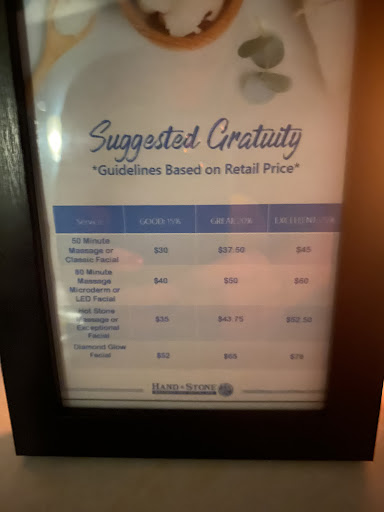 Suggested Gratuity
*Guidelines Based on Retail Price*
Service GOOD: GREAT: EXCELLENT:
50 Minute
Massage or $30 $37.50 $45
Classic Facial
80 Minute
Massage $40 $50 $60
Microderm or
LED Facial
Hot Stone
Massage or $35 $43.75 $52.50
Exceptional
Facial
Diamond Glow $52 $65 $78
Facial
HAND & STONE